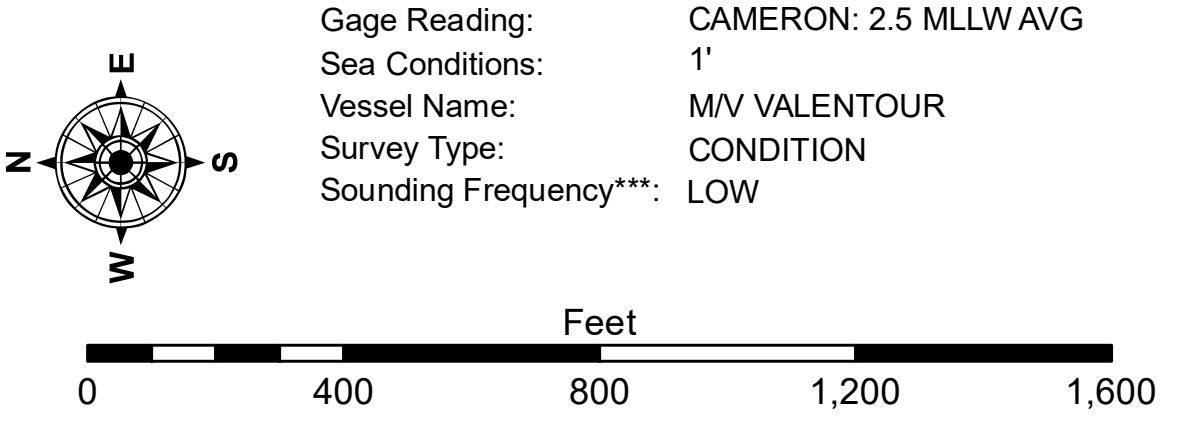 Gage Reading: CAMERON: 2.5 MLLW AVG
Sea Conditions: 1'
Vessel Name: M/V VALENTOUR
Survey Type: CONDITION
Sounding Frequency***: LOW
E
N S
W
Feet
0 400 800 1,200 1,600